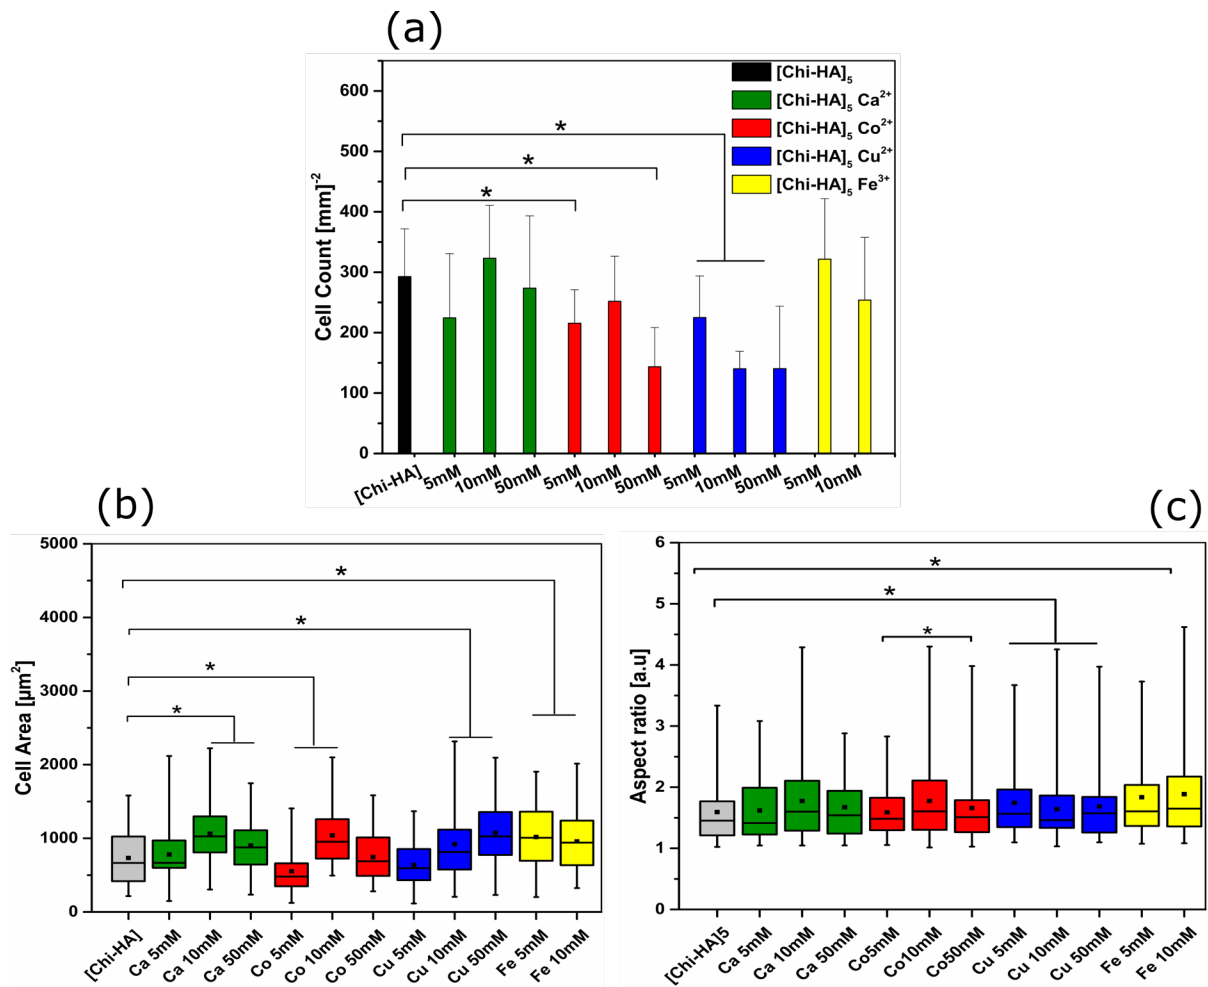 (a)
Cell Count [mm]⁻²
600
500
400
300
200
100
0
[Chi-HA]₅
[Chi-HA]₅ Ca²⁺
[Chi-HA]₅ Co²⁺
[Chi-HA]₅ Cu²⁺
[Chi-HA]₅ Fe³⁺
*
*
*
[Chi-HA]
5mM
10mM
50mM
5mM
10mM
50mM
5mM
10mM
50mM
5mM
10mM
(b)
Cell Area [µm²]
5000
4000
3000
2000
1000
0
*
*
*
*
[Chi-HA]
Ca 5mM
Ca 10mM
Ca 50mM
Co 5mM
Co 10mM
Co 50mM
Cu 5mM
Cu 10mM
Cu 50mM
Fe 5mM
Fe 10mM
(c)
Aspect ratio [a.u]
6
5
4
3
2
1
0
*
*
*
[Chi-HA]5
Ca 5mM
Ca 10mM
Ca 50mM
Co5mM
Co10mM
Co50mM
Cu 5mM
Cu 10mM
Cu 50mM
Fe 5mM
Fe 10mM